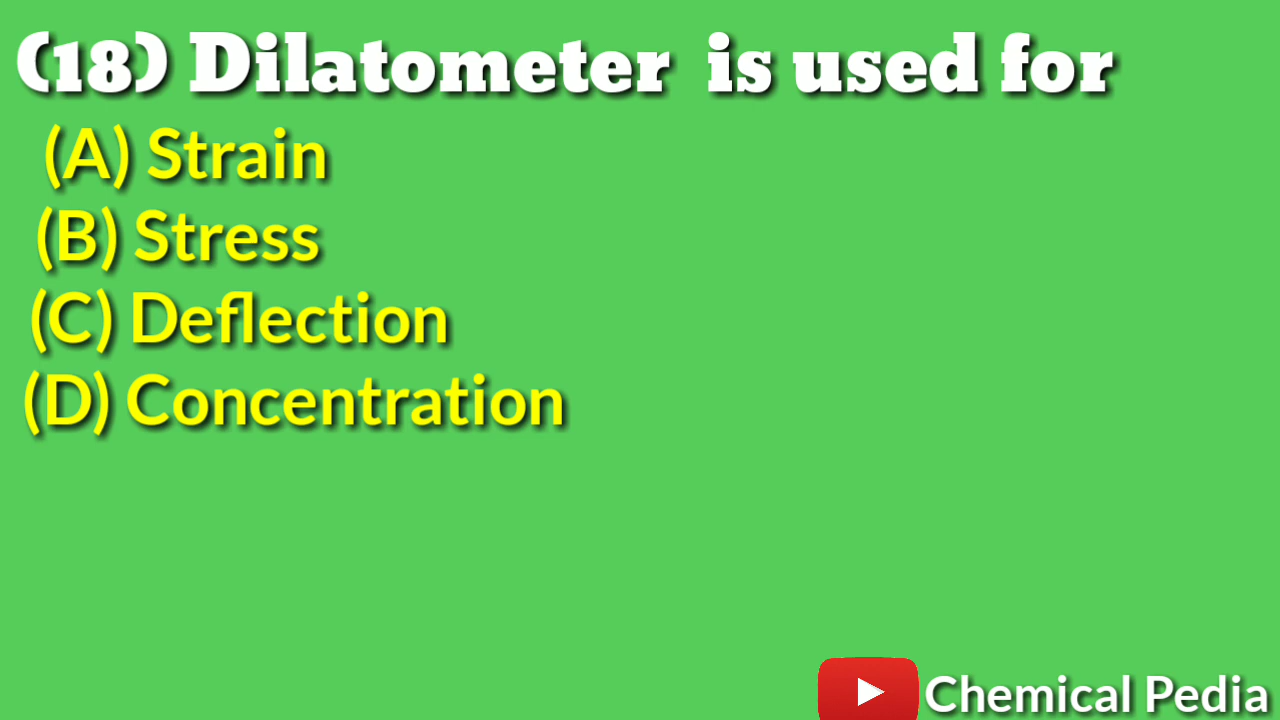 (18) Dilatometer is used for
(A) Strain
(B) Stress
(C) Deflection
(D) Concentration
Chemical Pedia